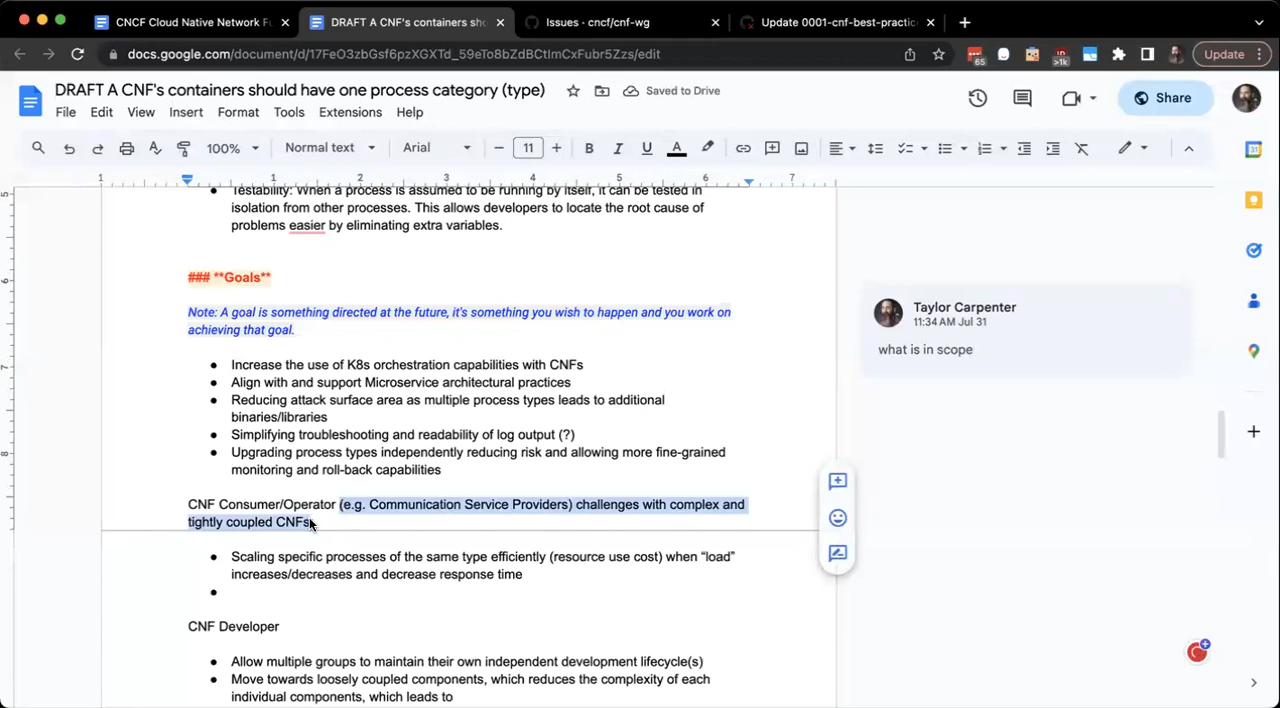 CNCF Cloud Native Network Fu
DRAFT A CNF's containers sho
Issues · cncf/cnf-wg
Update 0001-cnf-best-practice
docs.google.com/document/d/17FeO3zbGsf6pzXGXTd_59eTo8bZdBCtlmCxFubr5Zzs/edit
65
>1k
Update
DRAFT A CNF's containers should have one process category (type)
Saved to Drive
File Edit View Insert Format Tools Extensions Help
Share
100% Normal text Arial 11 B I U A
1 1 2 3 4 5 6 7
Testability: When a process is assumed to be running by itself, it can be tested in
isolation from other processes. This allows developers to locate the root cause of
problems easier by eliminating extra variables.
### **Goals**
Note: A goal is something directed at the future, it's something you wish to happen and you work on
achieving that goal.
Taylor Carpenter
11:34 AM Jul 31
what is in scope
● Increase the use of K8s orchestration capabilities with CNFs
● Align with and support Microservice architectural practices
● Reducing attack surface area as multiple process types leads to additional
binaries/libraries
● Simplifying troubleshooting and readability of log output (?)
● Upgrading process types independently reducing risk and allowing more fine-grained
monitoring and roll-back capabilities
CNF Consumer/Operator (e.g. Communication Service Providers) challenges with complex and
tightly coupled CNFs
● Scaling specific processes of the same type efficiently (resource use cost) when “load”
increases/decreases and decrease response time
●
CNF Developer
● Allow multiple groups to maintain their own independent development lifecycle(s)
● Move towards loosely coupled components, which reduces the complexity of each
individual components, which leads to